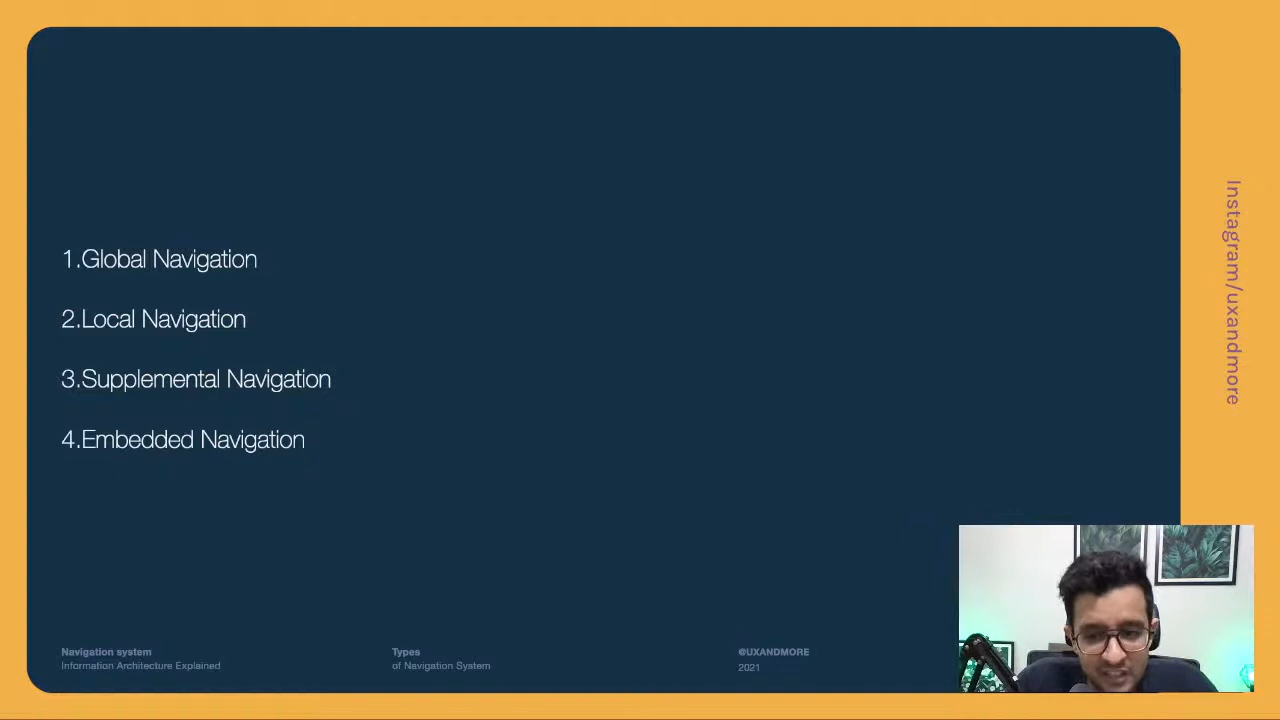 1.Global Navigation
2.Local Navigation
3.Supplemental Navigation
4.Embedded Navigation
Navigation system
Information Architecture Explained
Types
of Navigation System
@UXANDMORE
2021
Instagram/uxandmore